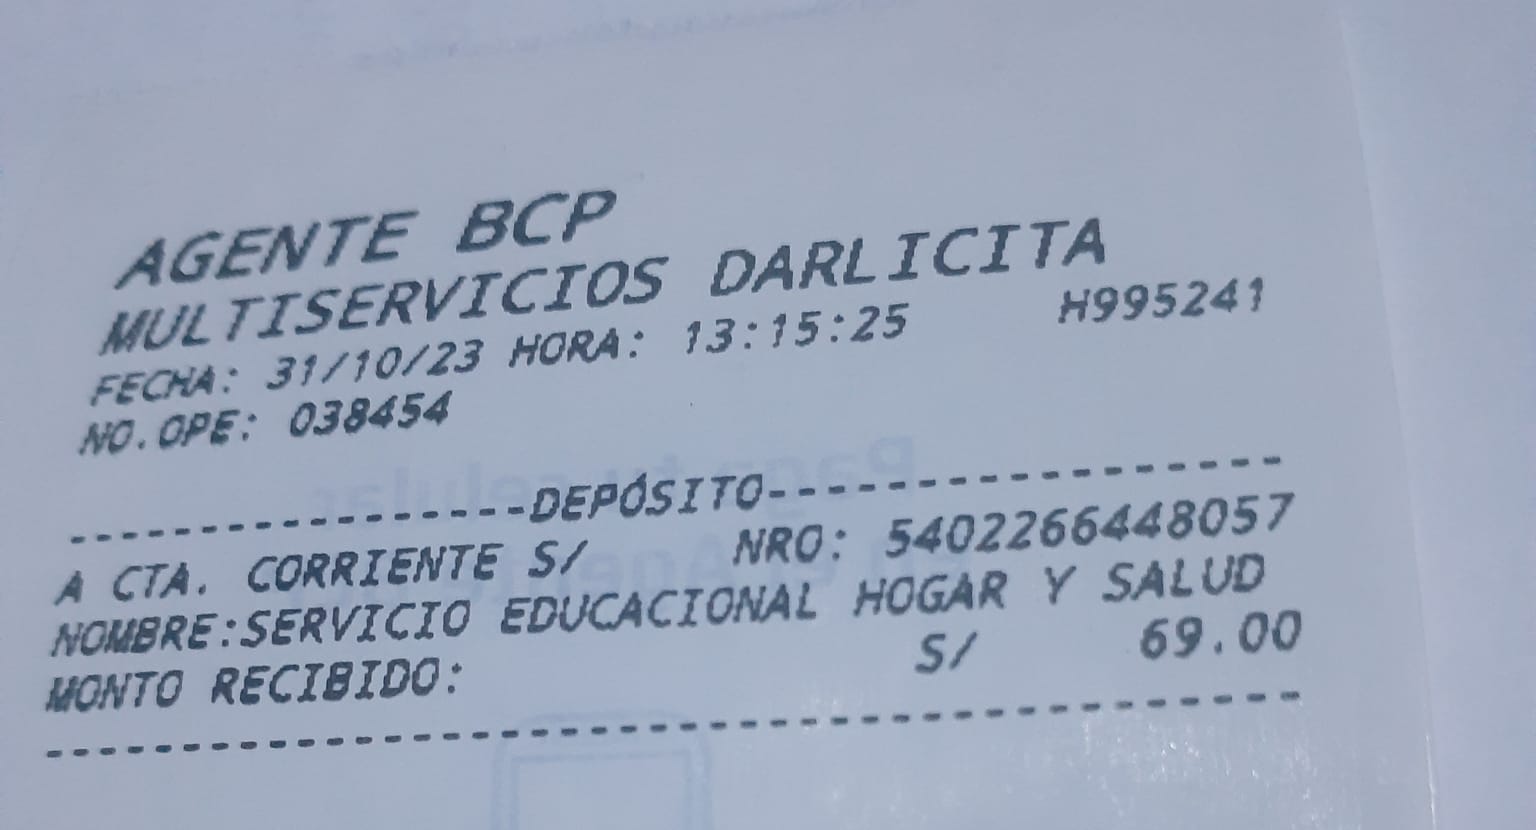 AGENTE BCP
MULTISERVICIOS DARLICITA
FECHA: 31/10/23 HORA: 13:15:25 H995241
NO.OPE: 038454
----------------DEPÓSITO------------------
A CTA. CORRIENTE S/ NRO: 5402266448057
NOMBRE:SERVICIO EDUCACIONAL HOGAR Y SALUD
MONTO RECIBIDO: S/ 69.00
------------------------------------------